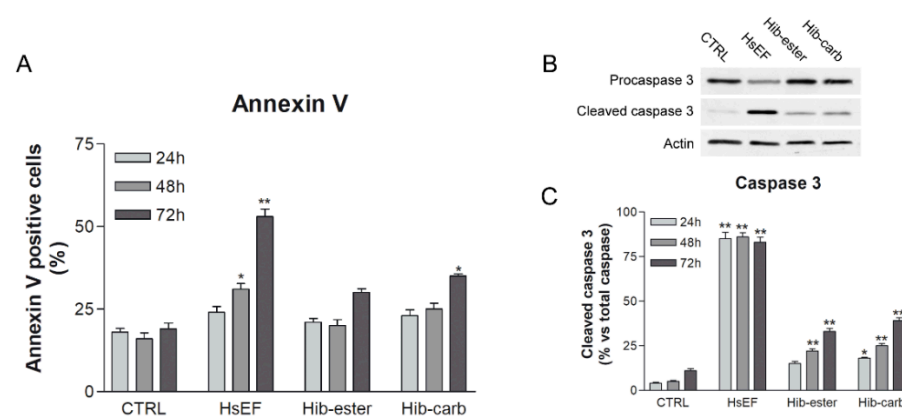 A
Annexin V
Annexin V positive cells
(%)
75
50
25
0
24h
48h
72h
*
**
*
CTRL
HsEF
Hib-ester
Hib-carb
B
CTRL
HsEF
Hib-ester
Hib-carb
Procaspase 3
Cleaved caspase 3
Actin
C
Caspase 3
Cleaved caspase 3
(% vs total caspase)
100
75
50
25
0
24h
48h
72h
** ** **
** **
* ** **
CTRL
HsEF
Hib-ester
Hib-carb